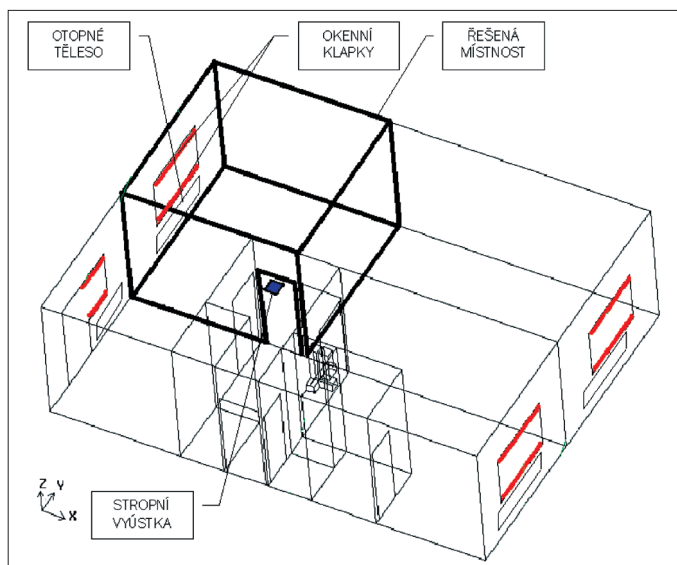 OTOPNÉ
TĚLESO
OKENNÍ
KLAPKY
ŘEŠENÁ
MÍSTNOST
Z
Y
X
STROPNÍ
VYÚSTKA